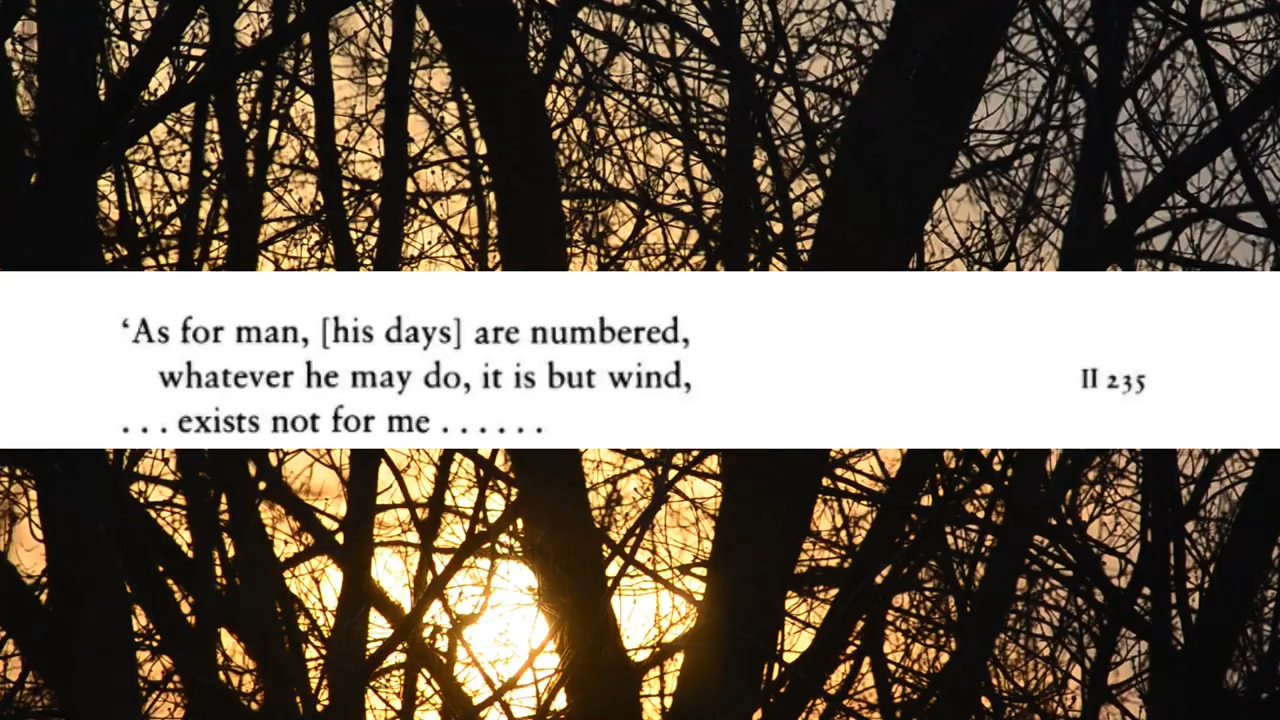 ‘As for man, [his days] are numbered,
whatever he may do, it is but wind,
II 235
. . . exists not for me . . . . . .